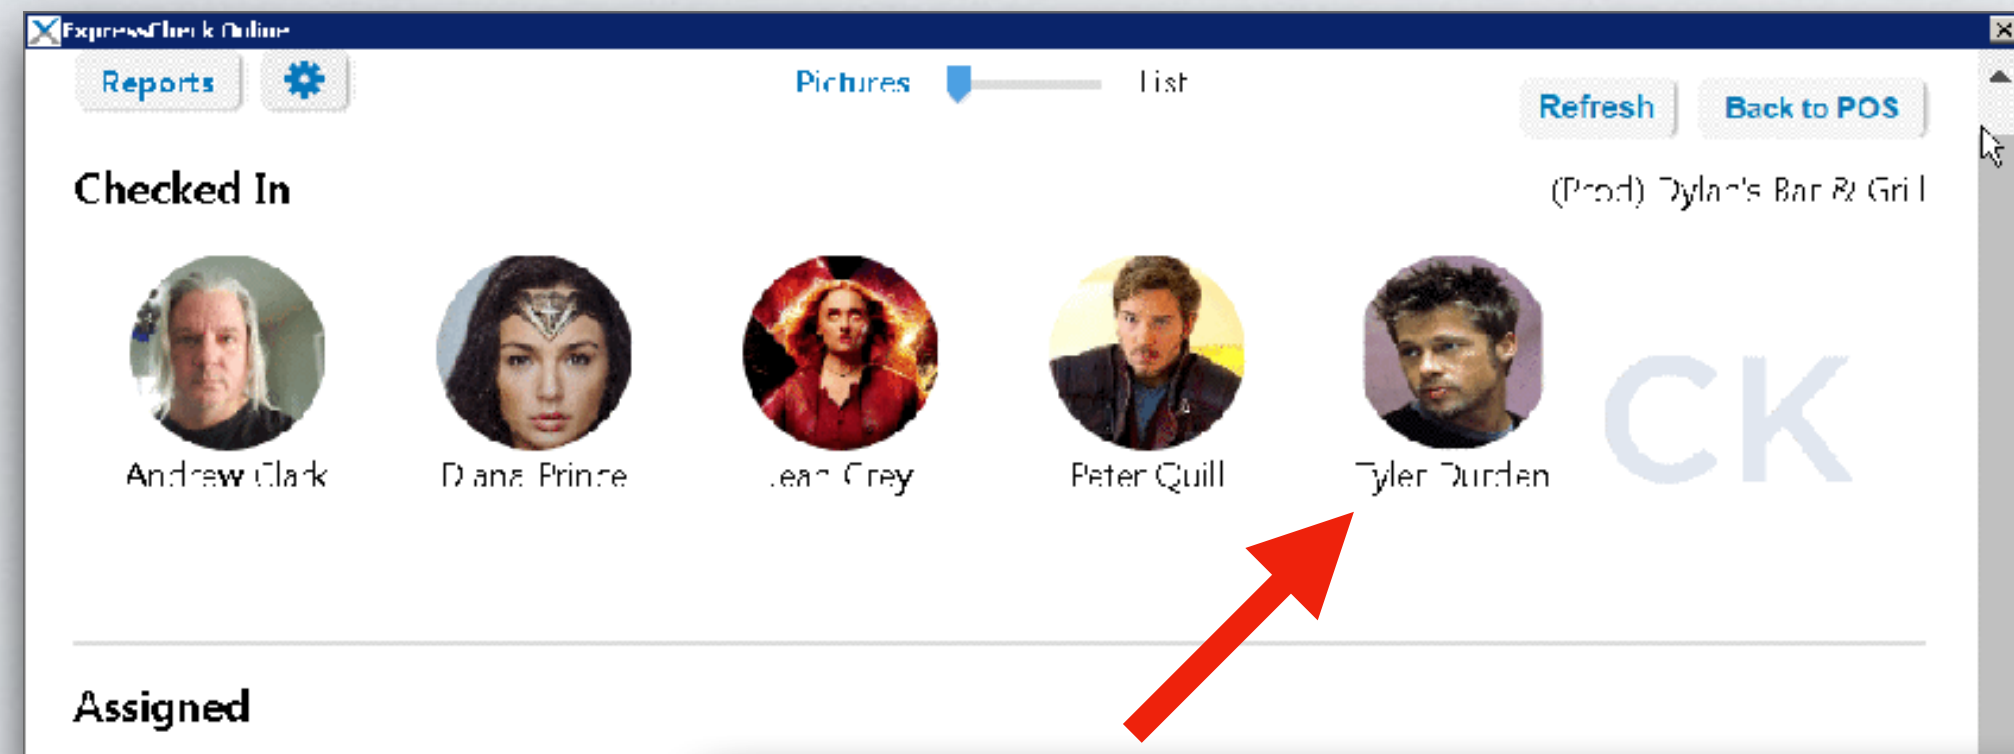 ExpressCheck Online
Reports
Pictures List
Refresh Back to POS
Checked In
(Prod) Dylan's Bar & Grill
Andrew Clark Diana Prince Jean Grey Peter Quill Tyler Durden
CK
Assigned